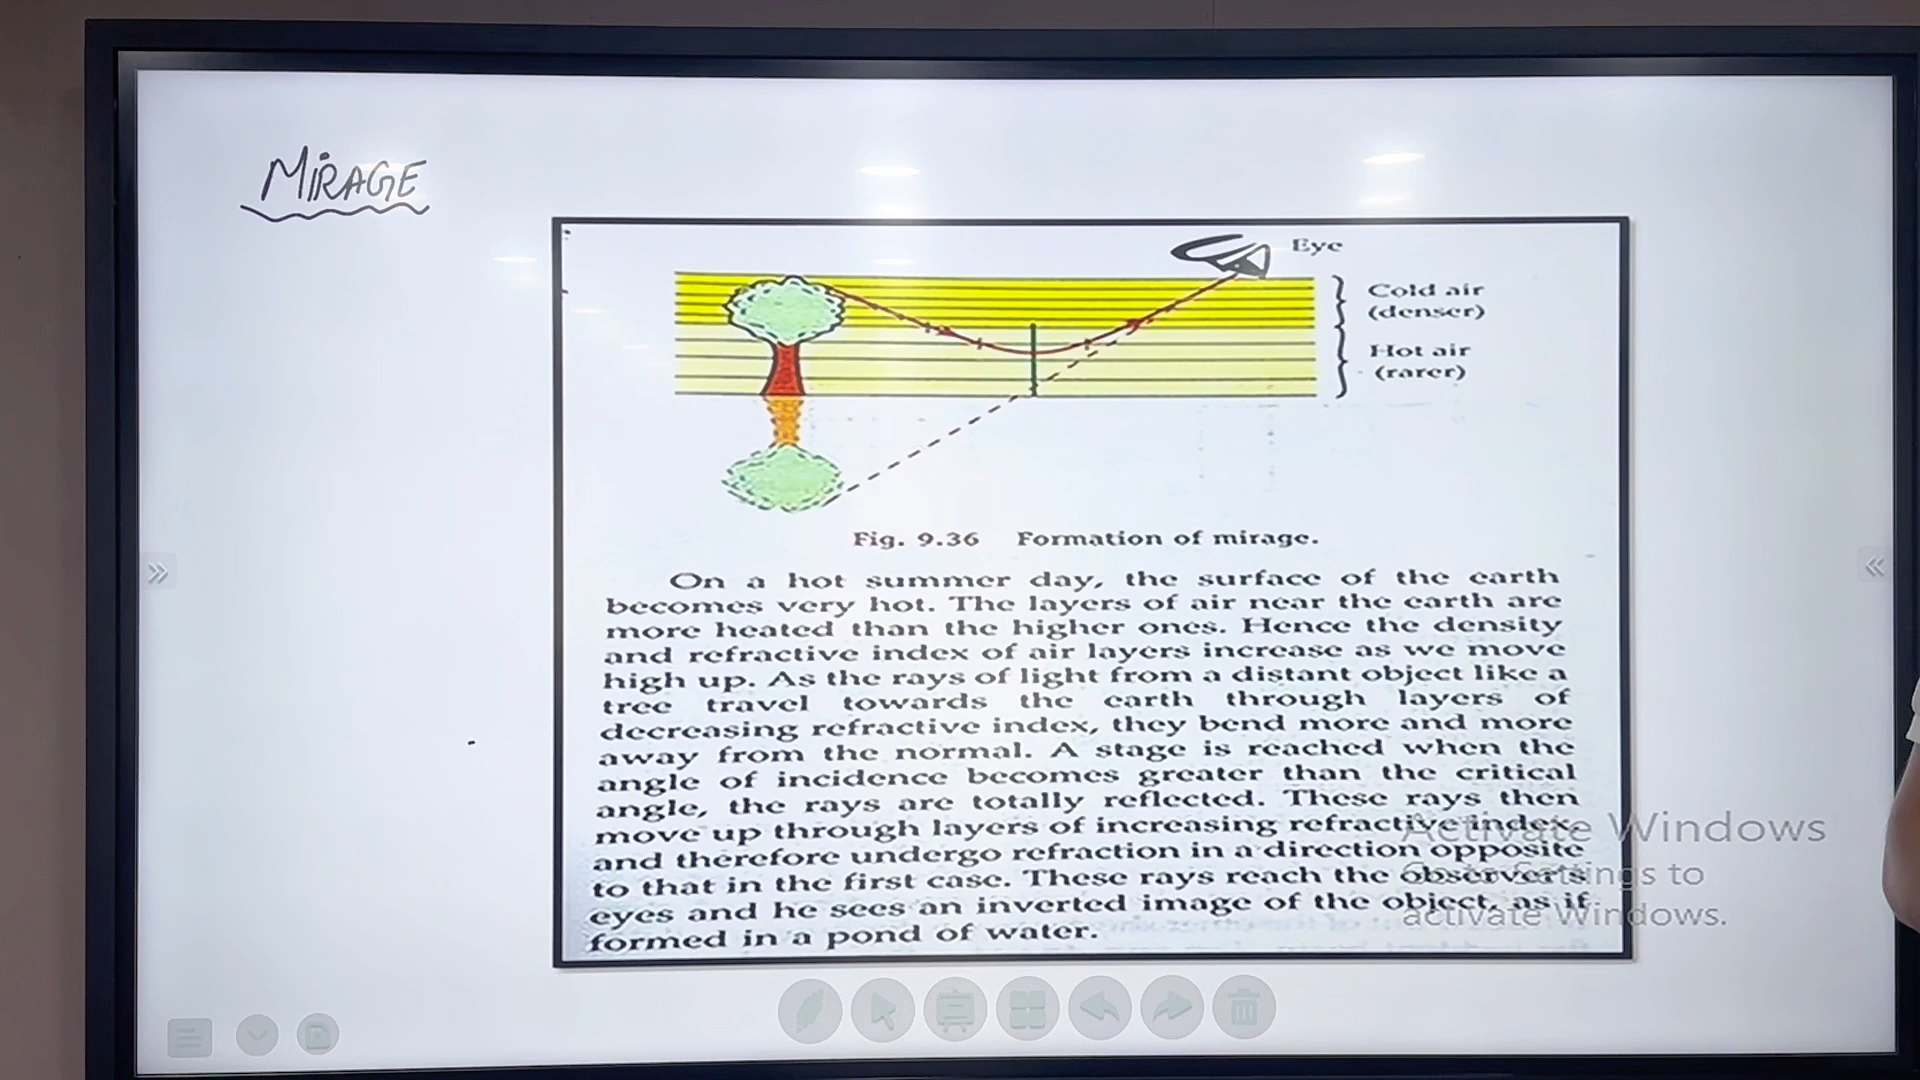 MIRAGE
Eye
Cold air
(denser)
Hot air
(rarer)
Fig. 9.36 Formation of mirage.
On a hot summer day, the surface of the earth
becomes very hot. The layers of air near the earth are
more heated than the higher ones. Hence the density
and refractive index of air layers increase as we move
high up. As the rays of light from a distant object like a
tree travel towards the earth through layers of
decreasing refractive index, they bend more and more
away from the normal. A stage is reached when the
angle of incidence becomes greater than the critical
angle, the rays are totally reflected. These rays then
move up through layers of increasing refractive index,
and therefore undergo refraction in a direction opposite
to that in the first case. These rays reach the observer's
eyes and he sees an inverted image of the object, as if
formed in a pond of water.
Activate Windows
Go to Settings to
activate Windows.